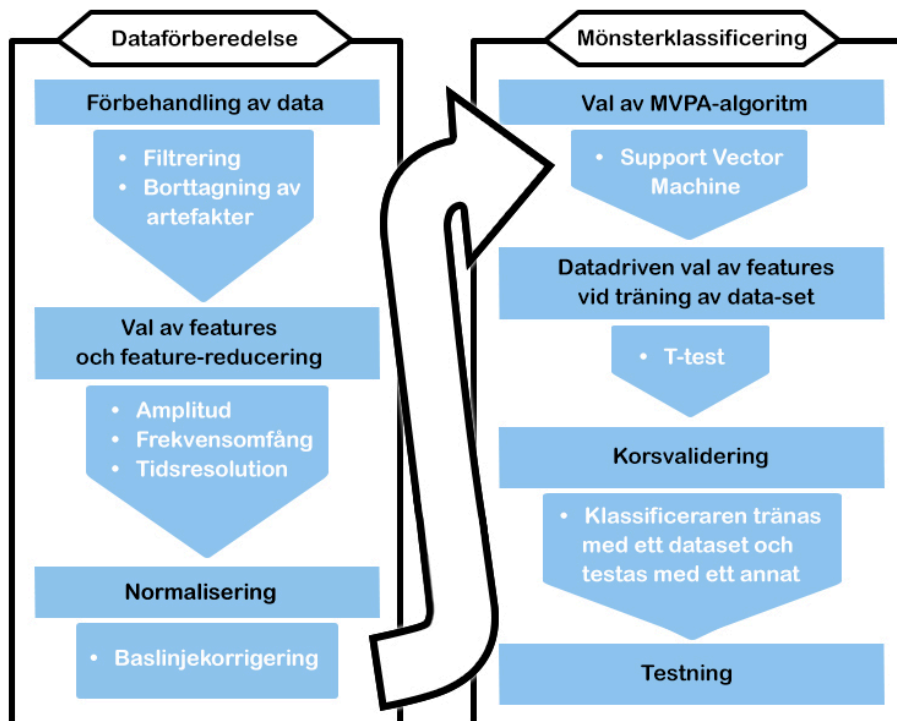 Dataförberedelse
Förbehandling av data
• Filtrering
• Borttagning av
artefakter
Val av features
och feature-reducering
• Amplitud
• Frekvensomfång
• Tidsresolution
Normalisering
• Baslinjekorrigering
Mönsterklassificering
Val av MVPA-algoritm
• Support Vector
Machine
Datadriven val av features
vid träning av data-set
• T-test
Korsvalidering
• Klassificeraren tränas
med ett dataset och
testas med ett annat
Testning